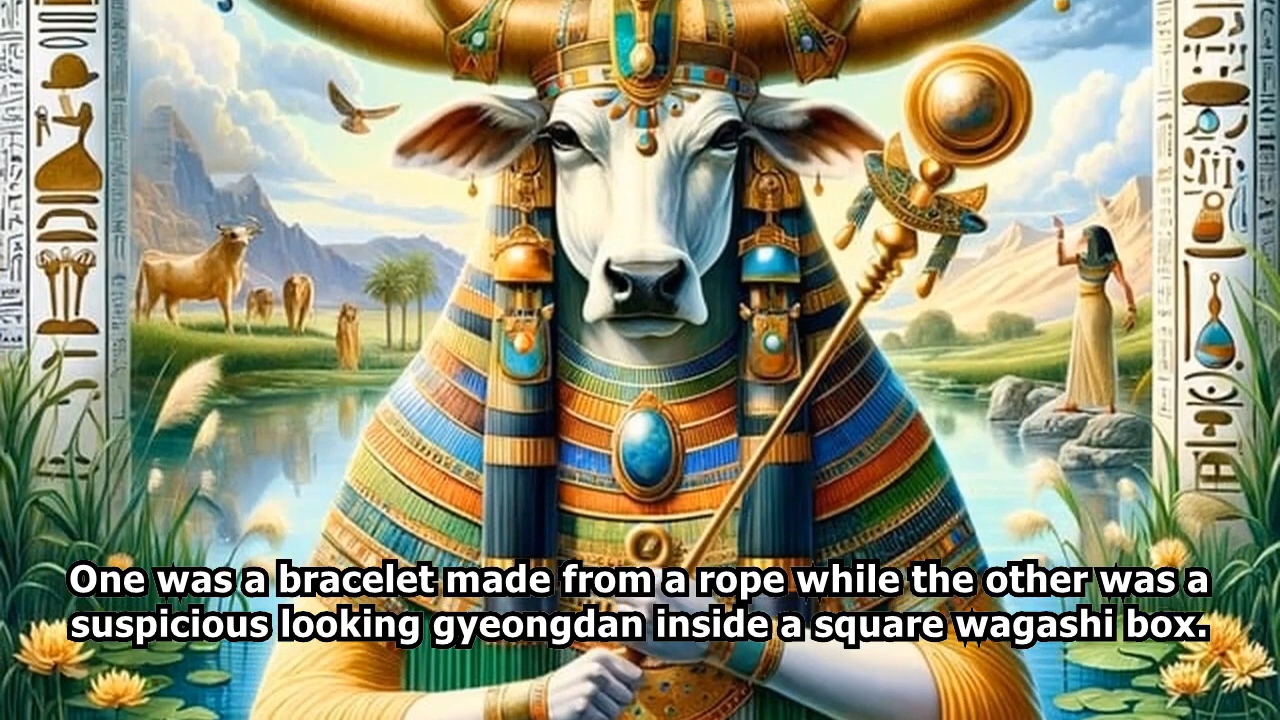 One was a bracelet made from a rope while the other was a
suspicious looking gyeongdan inside a square wagashi box.